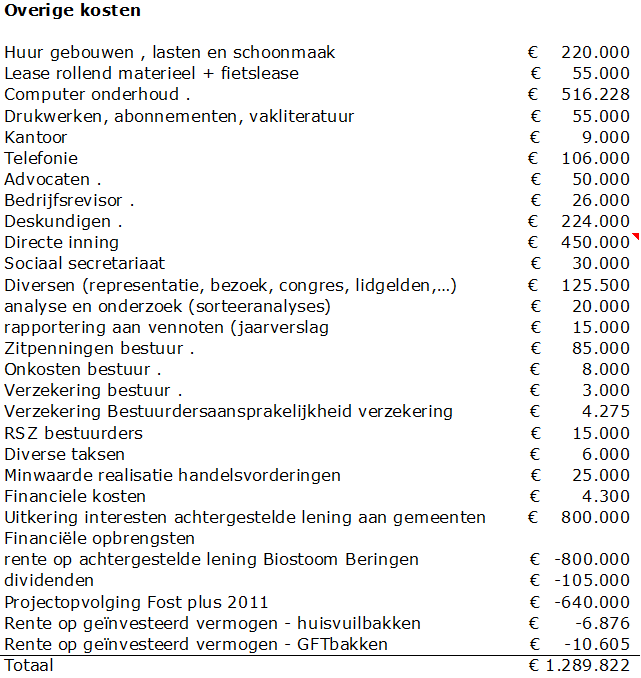 Overige kosten
Huur gebouwen , lasten en schoonmaak € 220.000
Lease rollend materieel + fietslease € 55.000
Computer onderhoud . € 516.228
Drukwerken, abonnementen, vakliteratuur € 55.000
Kantoor € 9.000
Telefonie € 106.000
Advocaten . € 50.000
Bedrijfsrevisor . € 26.000
Deskundigen . € 224.000
Directe inning € 450.000
Sociaal secretariaat € 30.000
Diversen (representatie, bezoek, congres, lidgelden,...) € 125.500
analyse en onderzoek (sorteeranalyses) € 20.000
rapportering aan vennoten (jaarverslag € 15.000
Zitpenningen bestuur . € 85.000
Onkosten bestuur . € 8.000
Verzekering bestuur . € 3.000
Verzekering Bestuurdersaansprakelijkheid verzekering € 4.275
RSZ bestuurders € 15.000
Diverse taksen € 6.000
Minwaarde realisatie handelsvorderingen € 25.000
Financiele kosten € 4.300
Uitkering interesten achtergestelde lening aan gemeenten € 800.000
Financiële opbrengsten
rente op achtergestelde lening Biostoom Beringen € -800.000
dividenden € -105.000
Projectopvolging Fost plus 2011 € -640.000
Rente op geïnvesteerd vermogen - huisvuilbakken € -6.876
Rente op geïnvesteerd vermogen - GFTbakken € -10.605
Totaal € 1.289.822